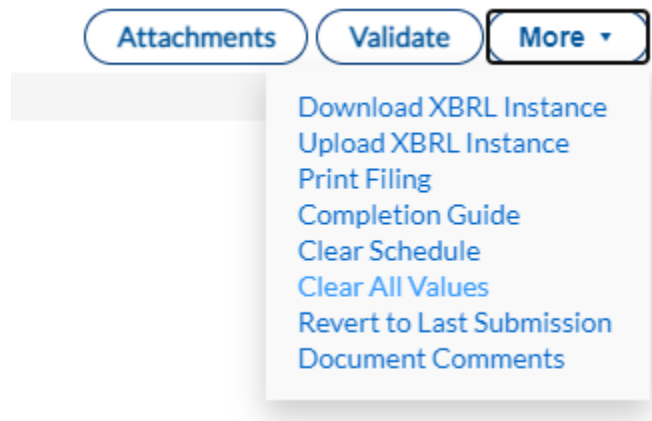 Attachments Validate More
Download XBRL Instance
Upload XBRL Instance
Print Filing
Completion Guide
Clear Schedule
Clear All Values
Revert to Last Submission
Document Comments